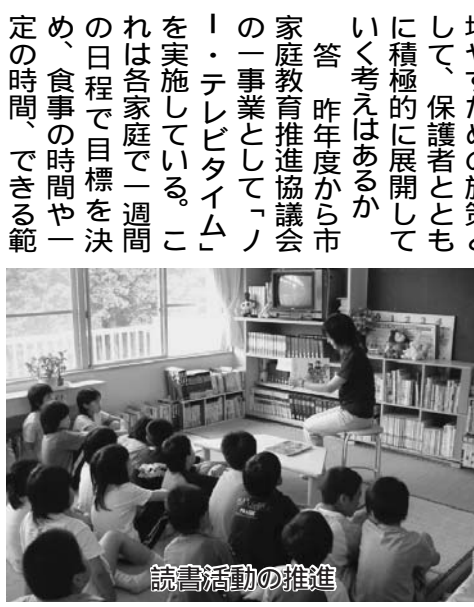 増やすための施策と
して、保護者ととも
に積極的に展開して
いく考えはあるか
答　昨年度から市
家庭教育推進協議会
の一事業として「ノ
ー・テレビタイム」
を実施している。こ
れは各家庭で一週間
の日程で目標を決
め、食事の時間や一
定の時間、できる範
読書活動の推進